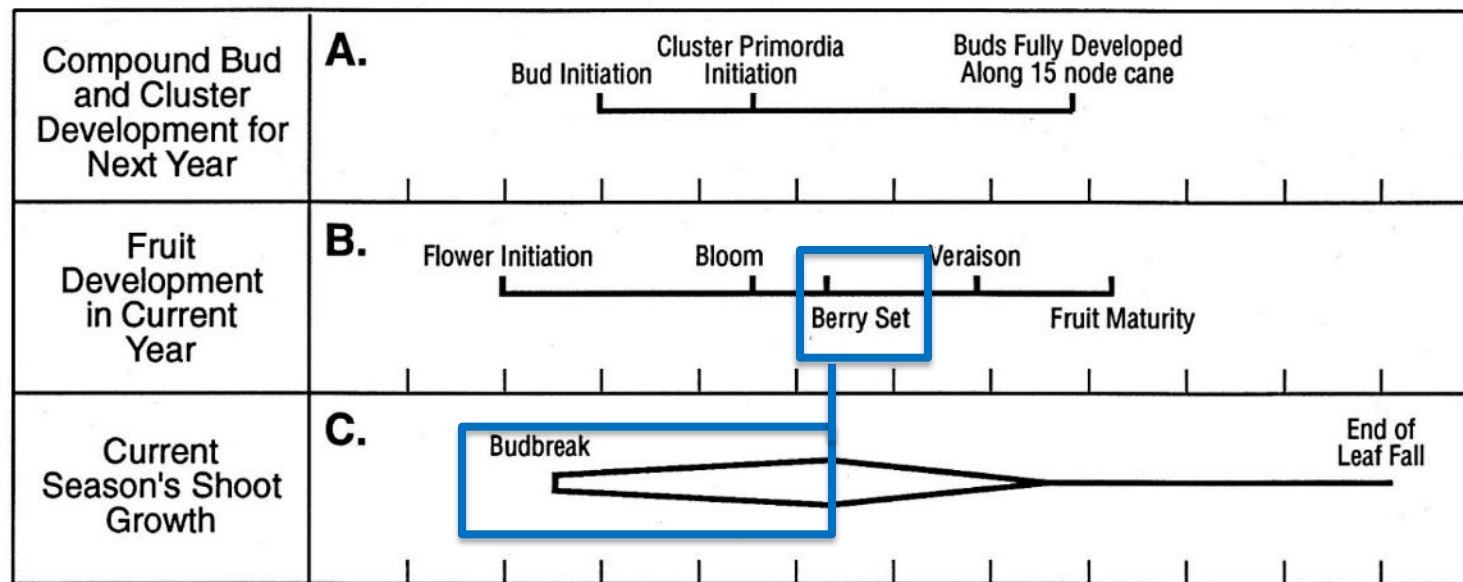 Compound Bud
and Cluster
Development for
Next Year
A.
Bud Initiation
Cluster Primordia
Initiation
Buds Fully Developed
Along 15 node cane
Fruit
Development
in Current
Year
B.
Flower Initiation
Bloom
Berry Set
Veraison
Fruit Maturity
Current
Season's Shoot
Growth
C.
Budbreak
End of
Leaf Fall